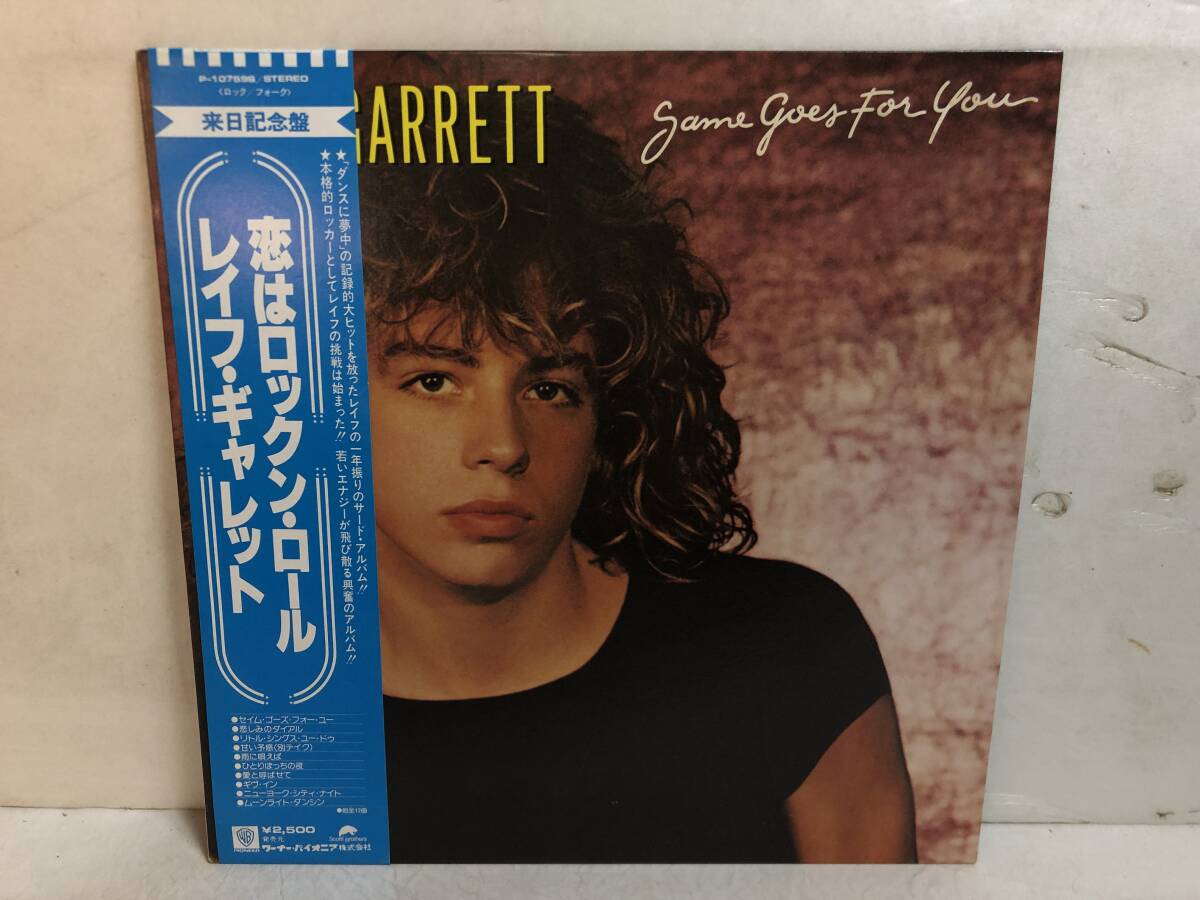 P-10759S/STEREO
〈ロック/フォーク〉
来日記念盤
GARRETT
Same Goes For You
★「ダンスに夢中」の記録的大ヒットを放ったレイフの一年振りのサード・アルバム!!
★本格的ロッカーとしてレイフの挑戦は始まった!! 若いエナジーが飛び散る興奮のアルバム!!
恋はロックン・ロール
レイフ・ギャレット
●セイム・ゴーズ・フォー・ユー
●悲しみのダイアル
●リトル・シングス・ユー・ドゥ
●甘い予感(別テイク)
●雨に唄えば
●ひとりぼっちの夜
●愛と呼ばせて
●ギヴ・イン
●ニューヨーク・シティ・ナイト
●ムーンライト・ダンシン
WB
PIONEER
¥2,500
発売元
Scotti Brothers
ワーナー・パイオニア株式会社